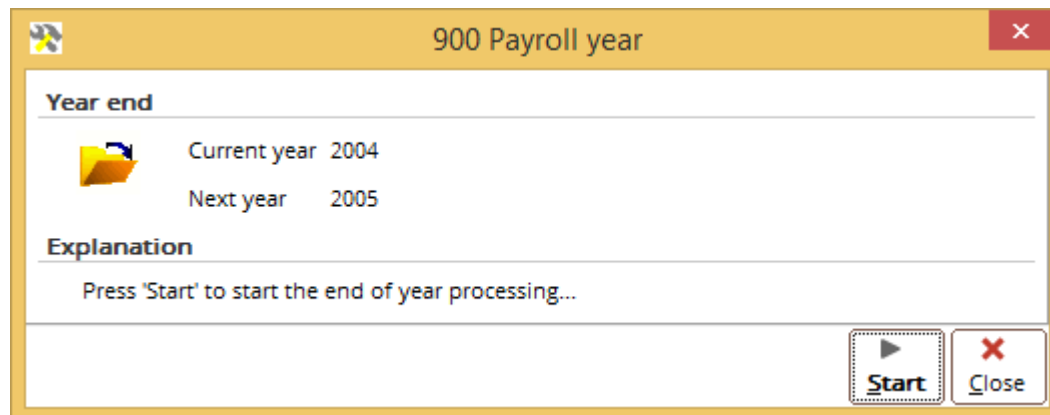 900 Payroll year
Year end
Current year 2004
Next year 2005
Explanation
Press 'Start' to start the end of year processing...
Start Close